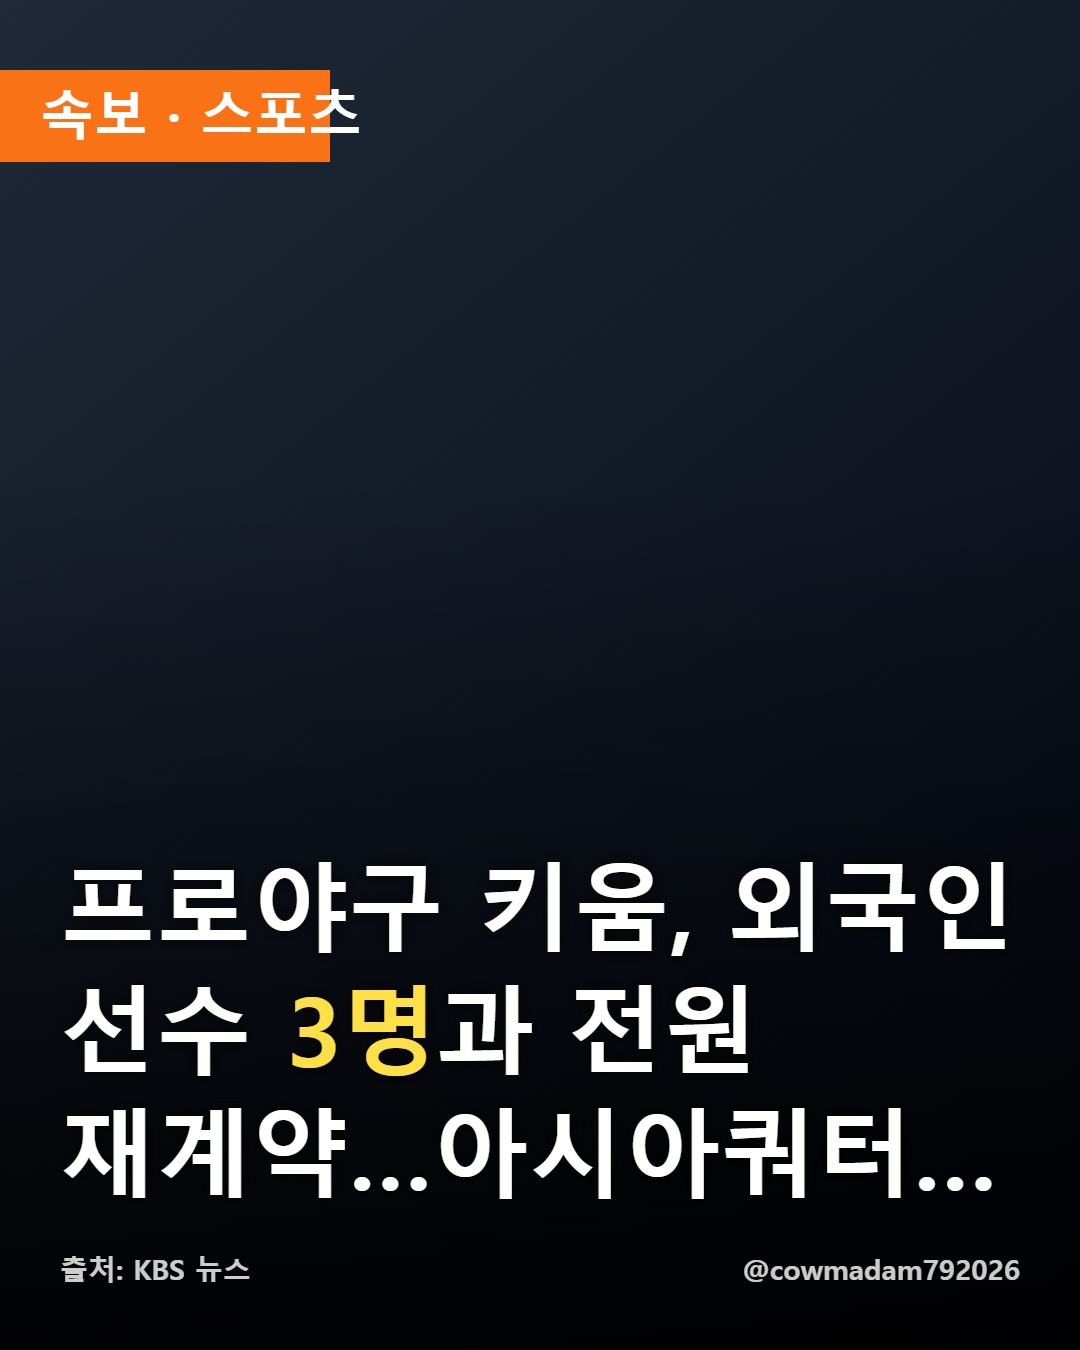 속보 · 스포츠
프로야구 키움, 외국인
선수 3명과 전원
재계약...아시아쿼터...
출처: KBS 뉴스
@cowmadam792026